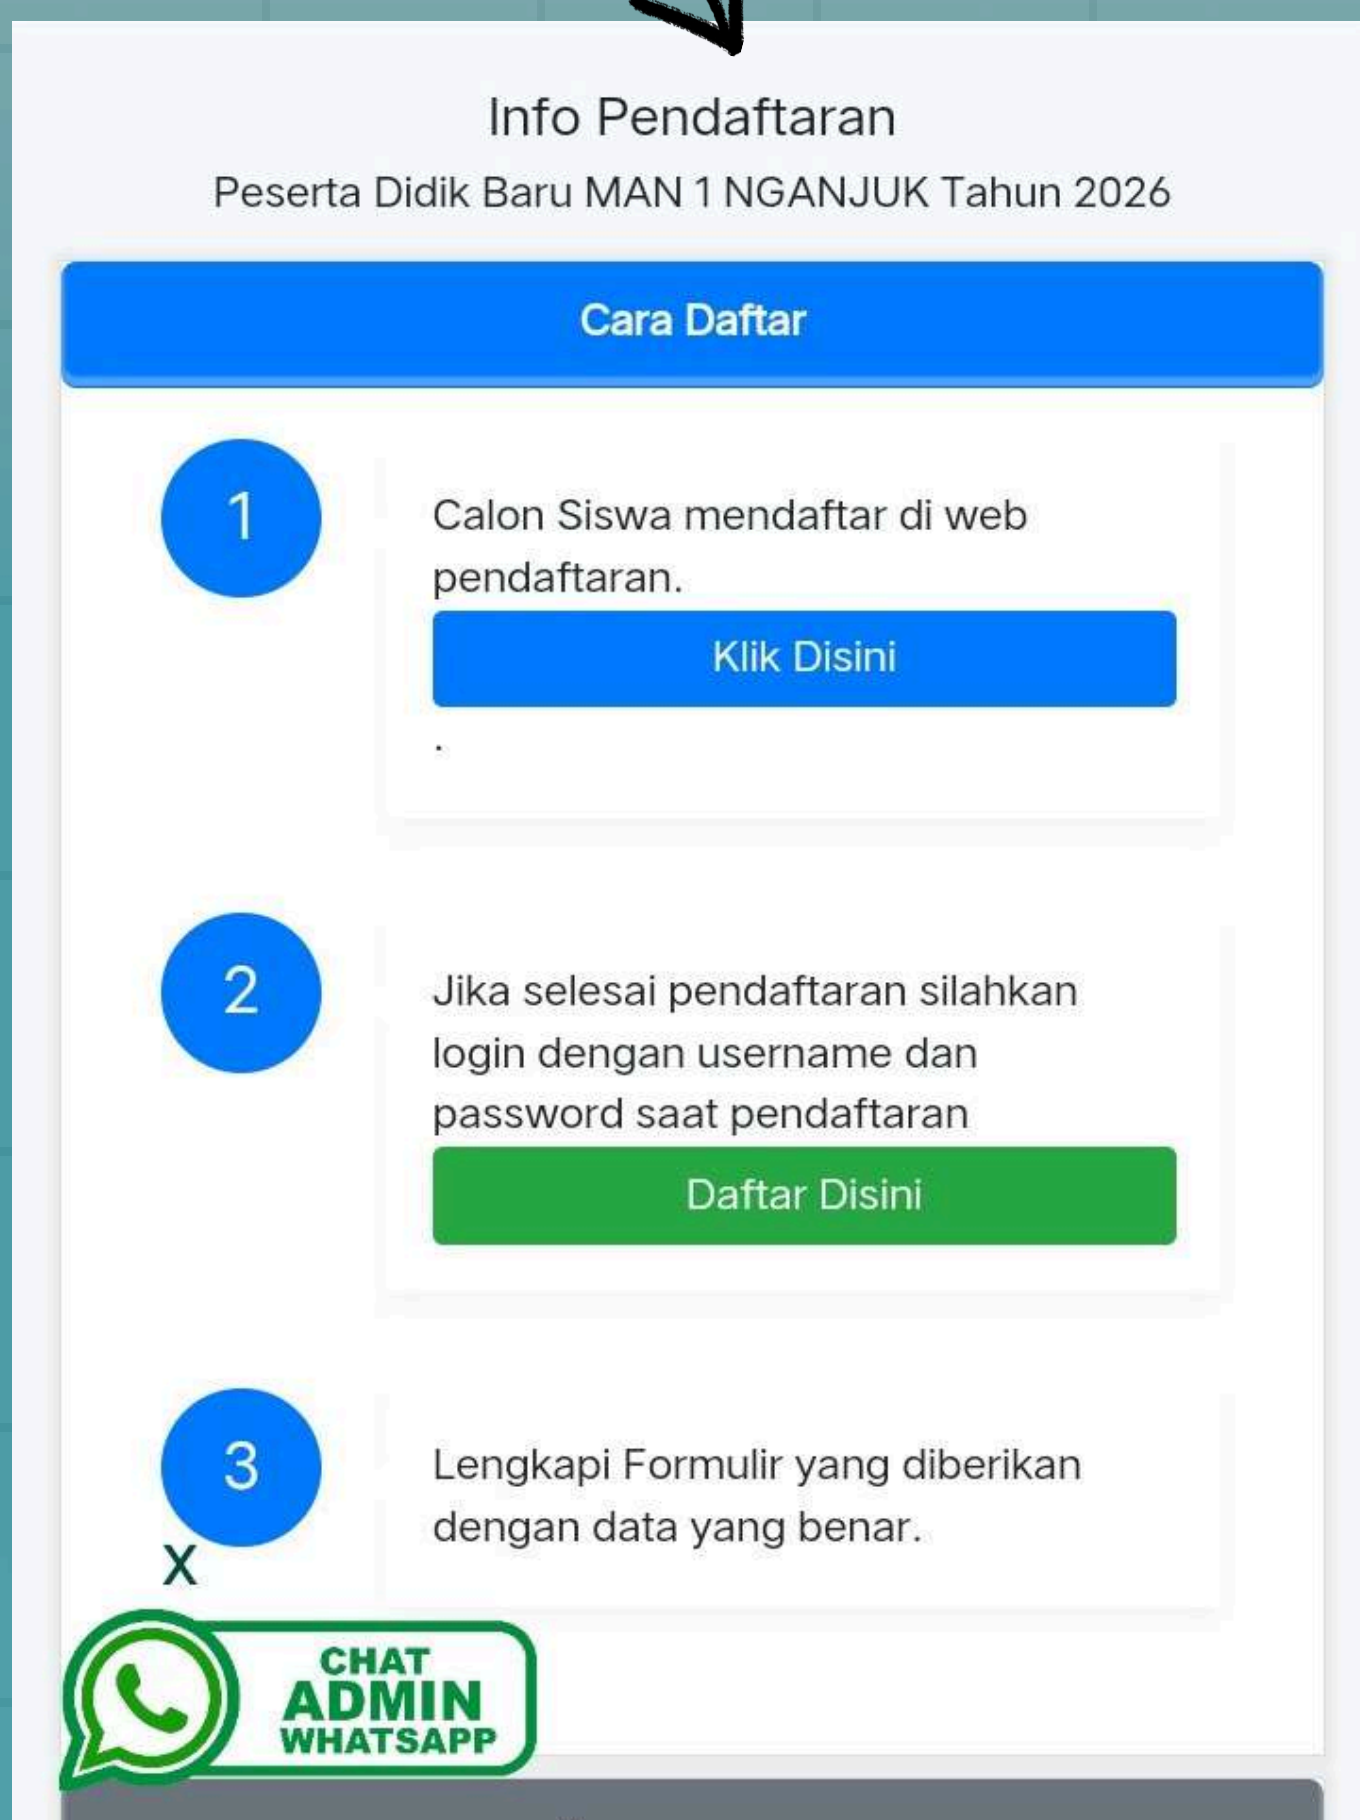 Info Pendaftaran
Peserta Didik Baru MAN 1 NGANJUK Tahun 2026
Cara Daftar
1
Calon Siswa mendaftar di web
pendaftaran.
Klik Disini
.
2
Jika selesai pendaftaran silahkan
login dengan username dan
password saat pendaftaran
Daftar Disini
3
Lengkapi Formulir yang diberikan
dengan data yang benar.
X
CHAT
ADMIN
WHATSAPP